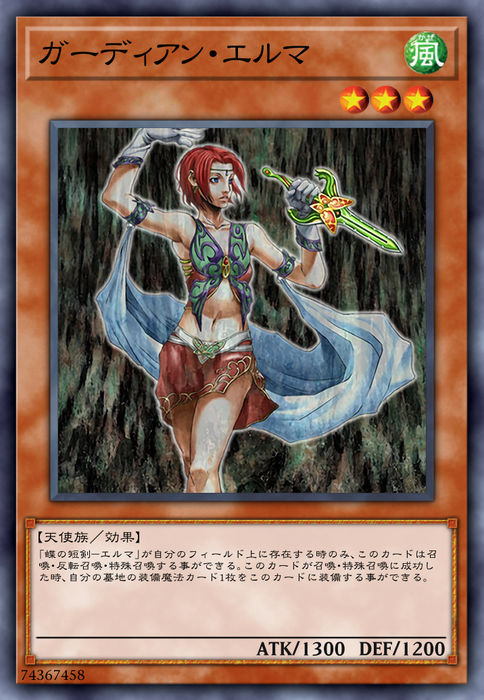 ガーディアン・エルマ
かぜ
風
【天使族／効果】
「蝶の短剣－エルマ」が自分のフィールド上に存在する時のみ、このカードは召
喚・反転召喚・特殊召喚する事ができる。このカードが召喚・特殊召喚に成功し
た時、自分の墓地の装備魔法カード1枚をこのカードに装備する事ができる。
ATK/1300 DEF/1200
74367458